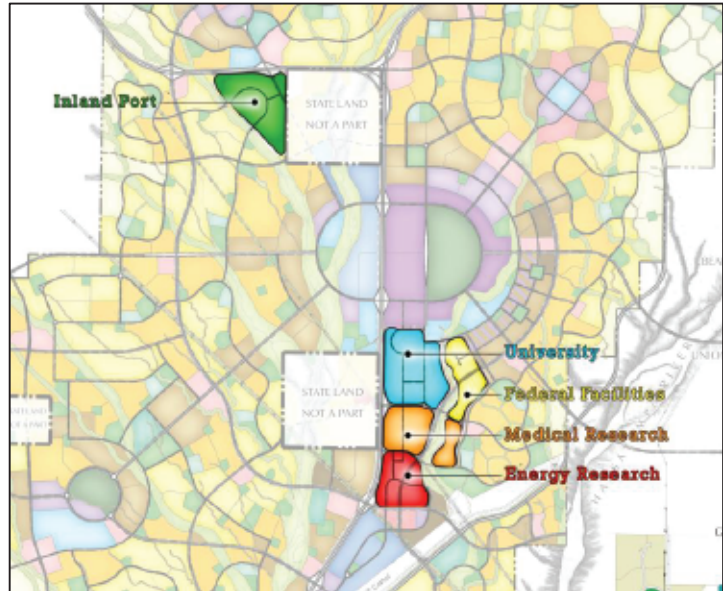 Inland Port
STATE LAND
NOT A PART
University
Federal Facilities
STATE LAND
NOT A PART
Medical Research
Energy Research